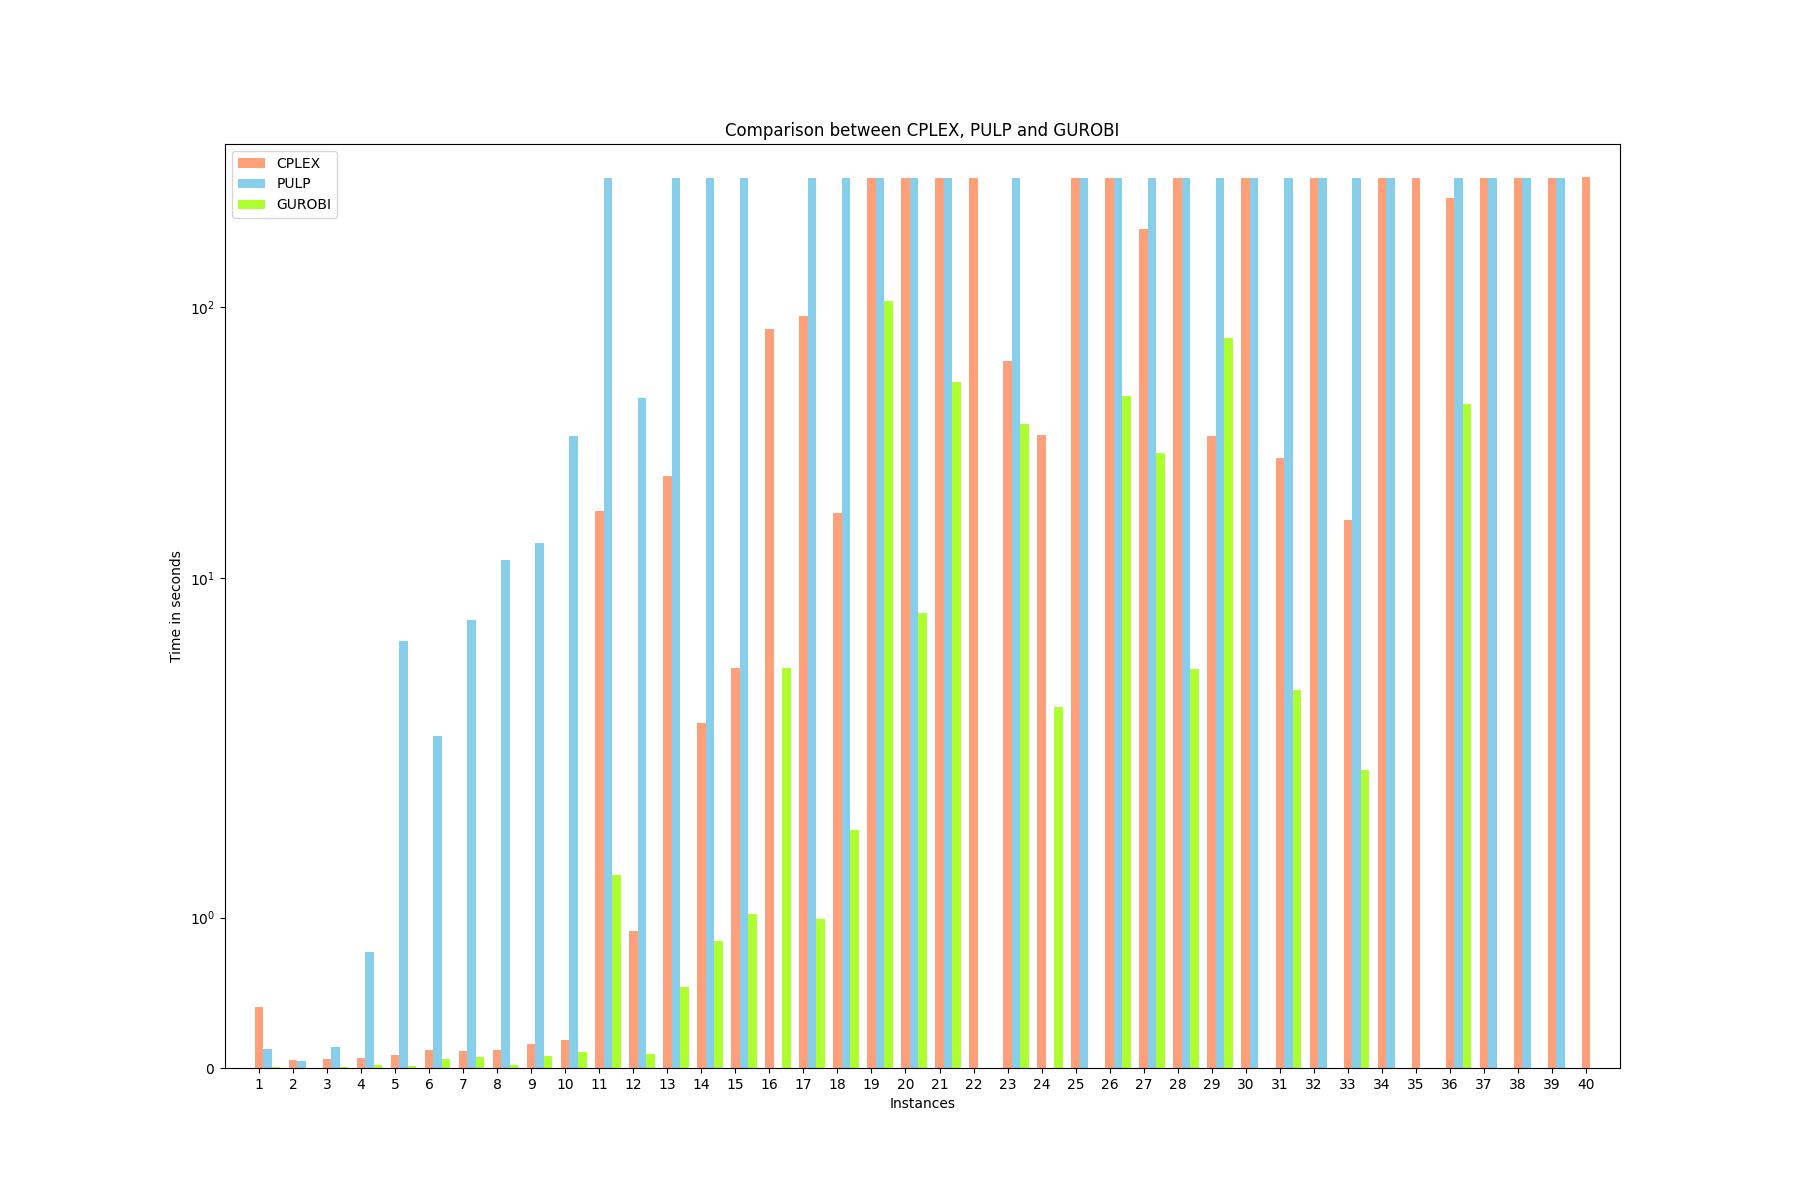 Comparison between CPLEX, PULP and GUROBI
CPLEX
PULP
GUROBI
10²
10¹
10⁰
0
Time in seconds
1 2 3 4 5 6 7 8 9 10 11 12 13 14 15 16 17 18 19 20 21 22 23 24 25 26 27 28 29 30 31 32 33 34 35 36 37 38 39 40
Instances